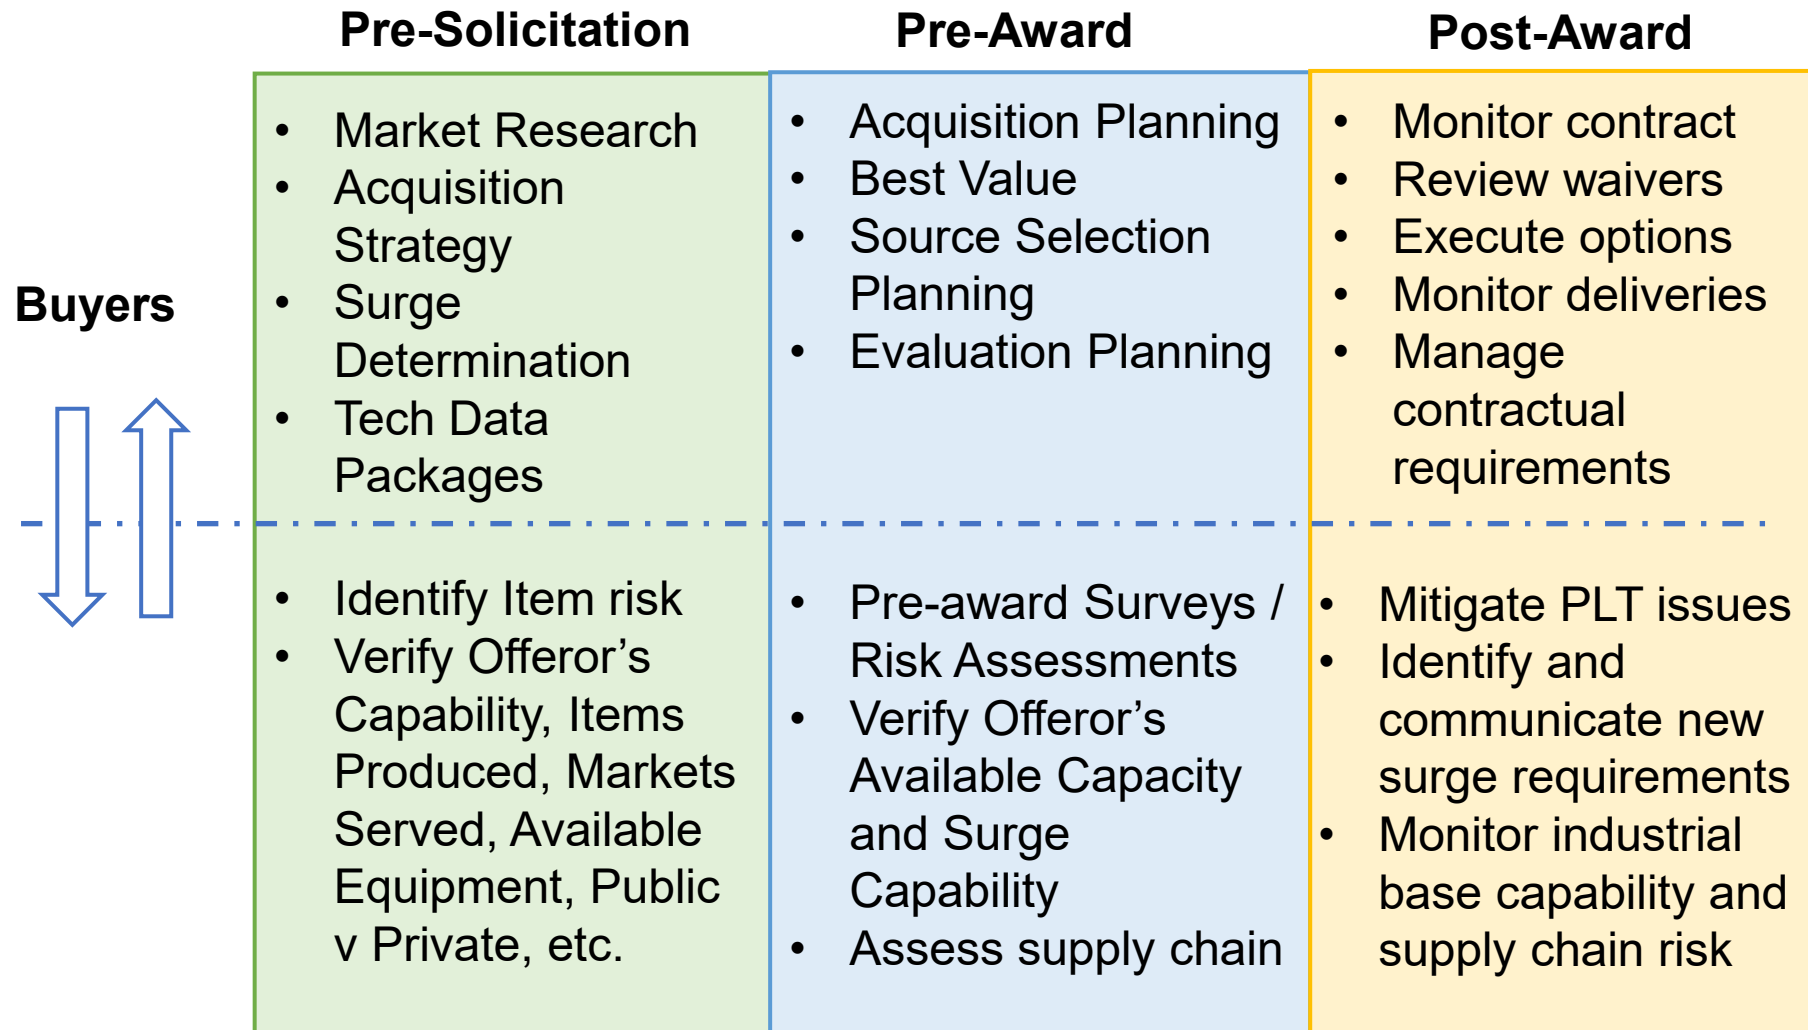 Pre-Solicitation
Pre-Award
Post-Award
Buyers
• Market Research
• Acquisition
Strategy
• Surge
Determination
• Tech Data
Packages
• Acquisition Planning
• Best Value
• Source Selection
Planning
• Evaluation Planning
• Monitor contract
• Review waivers
• Execute options
• Monitor deliveries
• Manage
contractual
requirements
• Identify Item risk
• Verify Offeror’s
Capability, Items
Produced, Markets
Served, Available
Equipment, Public
v Private, etc.
• Pre-award Surveys /
Risk Assessments
• Verify Offeror’s
Available Capacity
and Surge
Capability
• Assess supply chain
• Mitigate PLT issues
• Identify and
communicate new
surge requirements
• Monitor industrial
base capability and
supply chain risk